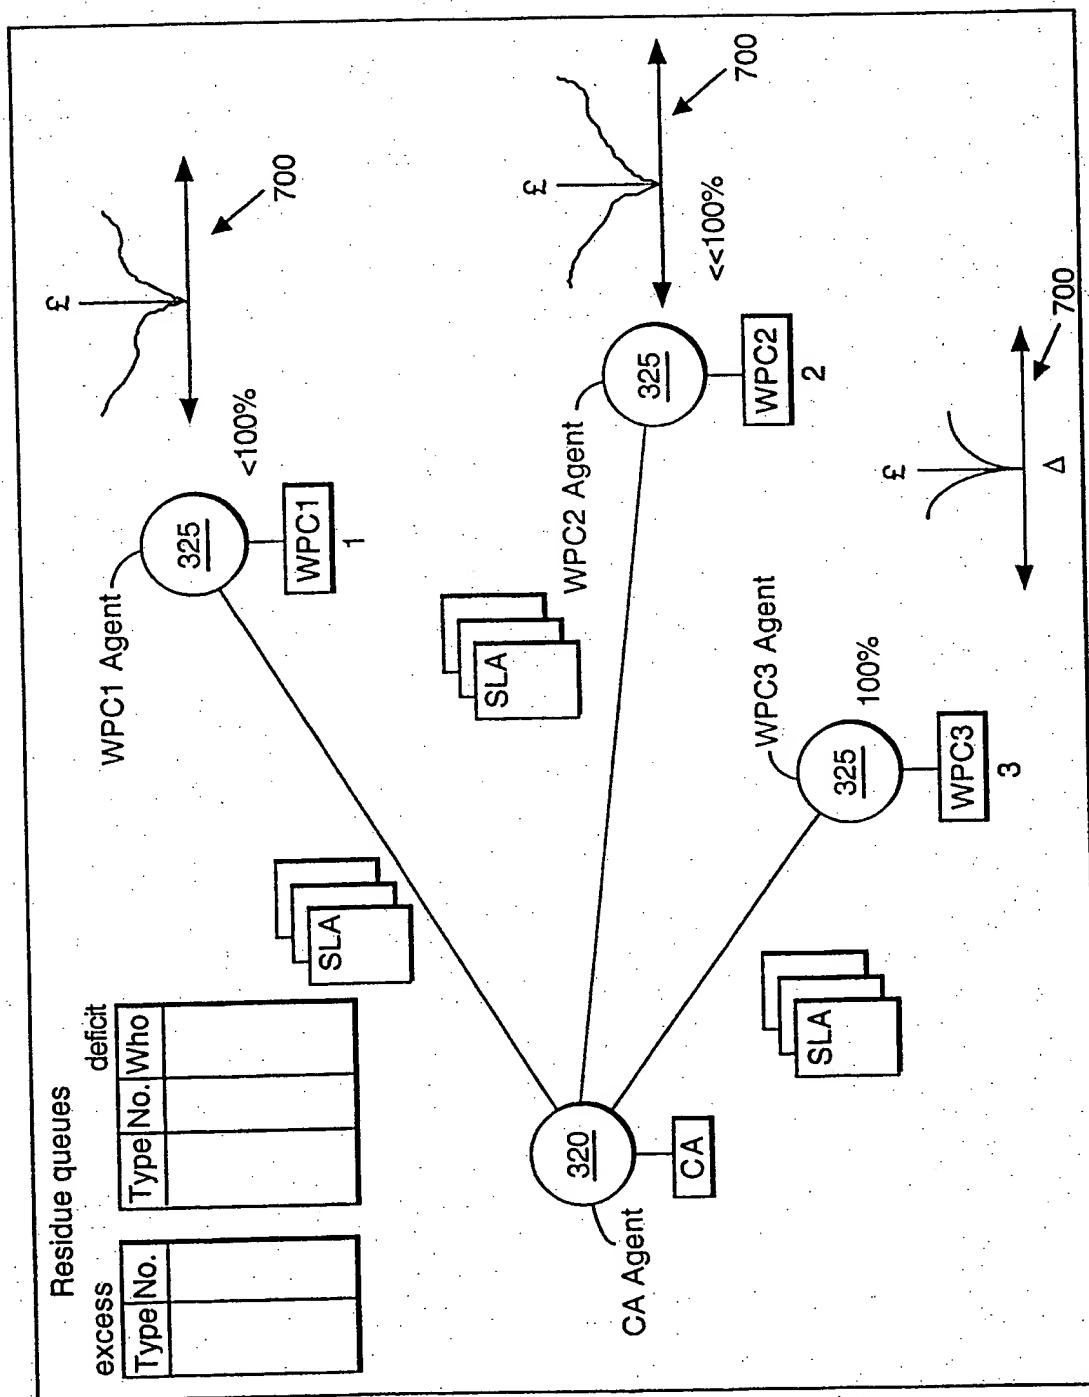 Residue queues
excess
Type No.
deficit
Type No. Who
SLA
WPC1 Agent
325
<100%
WPC1
1
£
700
SLA
WPC2 Agent
325
<<100%
WPC2
2
£
700
CA Agent
320
CA
SLA
WPC3 Agent
325
100%
WPC3
3
£
Δ
700